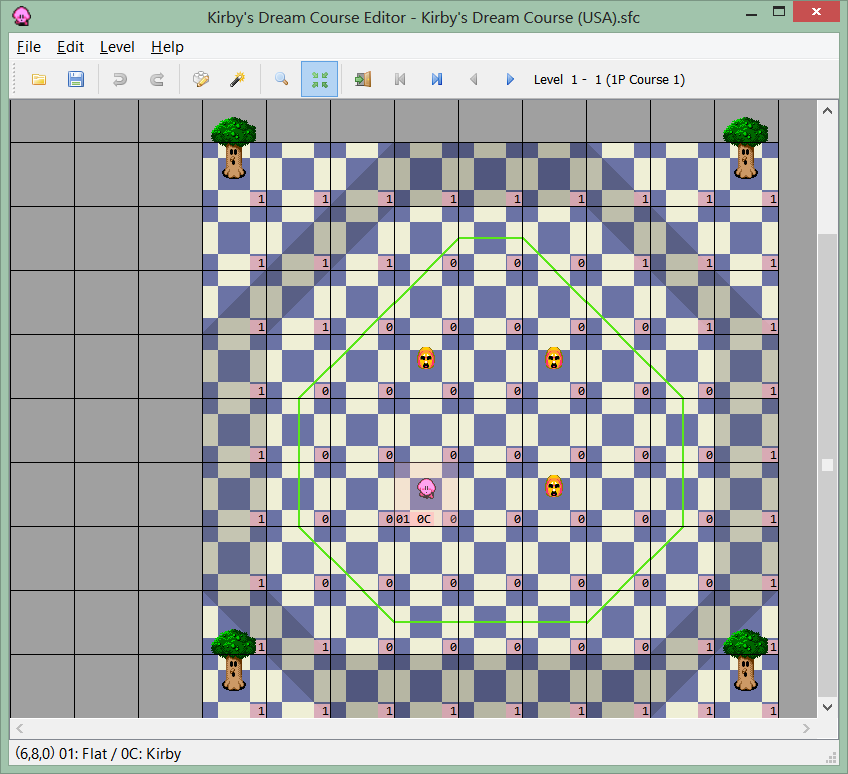 Kirby's Dream Course Editor - Kirby's Dream Course (USA).sfc
File Edit Level Help
Level 1 - 1 (1P Course 1)
1 1 1 1 1 1 1 1 1
1 1 1 0 0 0 1 1 1
1 1 0 0 0 0 0 1 1
1 0 0 0 0 0 0 0 1
1 0 0 0 0 0 0 0 1
1 0 0 01 0C 0 0 0 0 0 1
1 0 0 0 0 0 0 0 1
1 1 0 0 0 0 0 1 1
1 1 1 1 1 1 1 1 1
(6,8,0) 01: Flat / 0C: Kirby